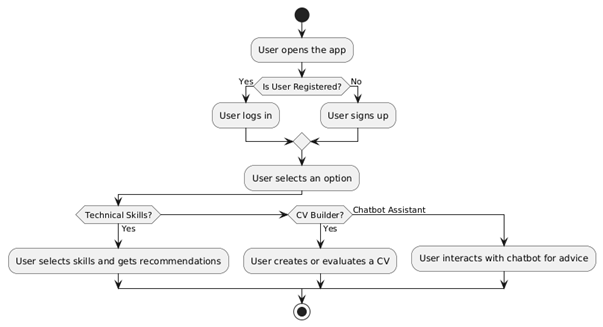 User opens the app
Is User Registered?
Yes
No
User logs in
User signs up
User selects an option
Technical Skills?
CV Builder?
Chatbot Assistant
Yes
Yes
User selects skills and gets recommendations
User creates or evaluates a CV
User interacts with chatbot for advice